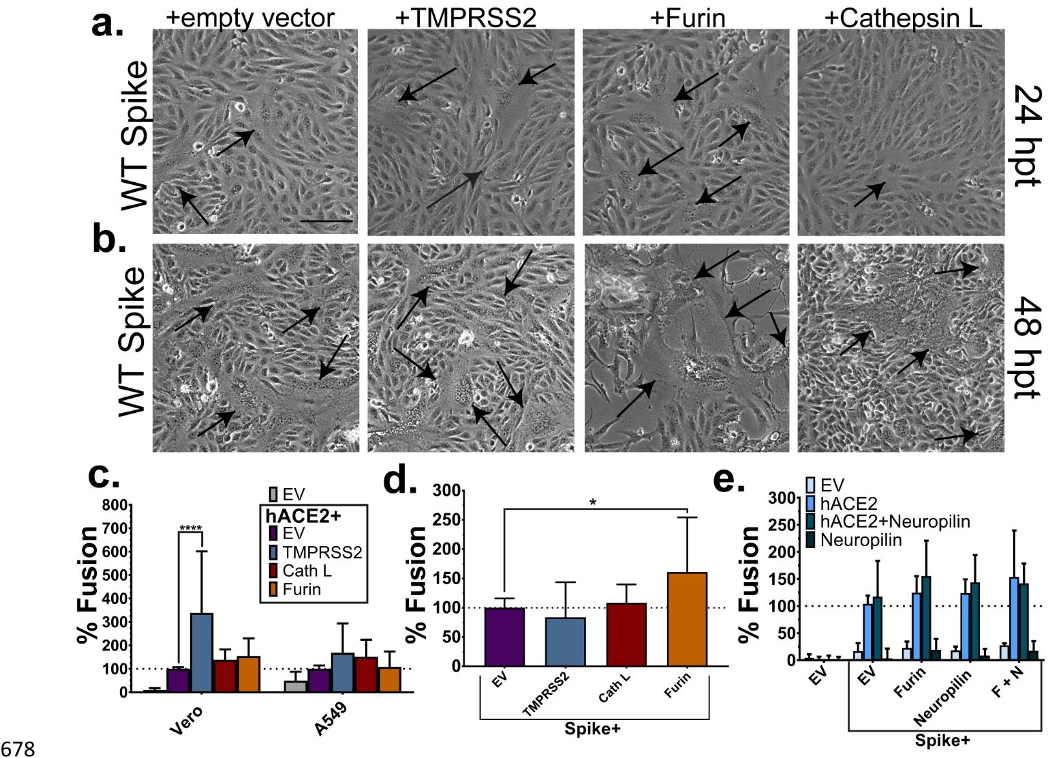 a.
+empty vector
+TMPRSS2
+Furin
+Cathepsin L
WT Spike
24 hpt
b.
WT Spike
48 hpt
c.
EV
hACE2+
EV
TMPRSS2
Cath L
Furin
****
% Fusion
800
700
600
500
400
300
200
100
0
Vero
A549
d.
*
% Fusion
300
250
200
150
100
50
0
EV
TMPRSS2
Cath L
Furin
Spike+
e.
EV
hACE2
hACE2+Neuropilin
Neuropilin
% Fusion
300
250
200
150
100
50
0
EV
EV
Furin
Neuropilin
F + N
Spike+
678